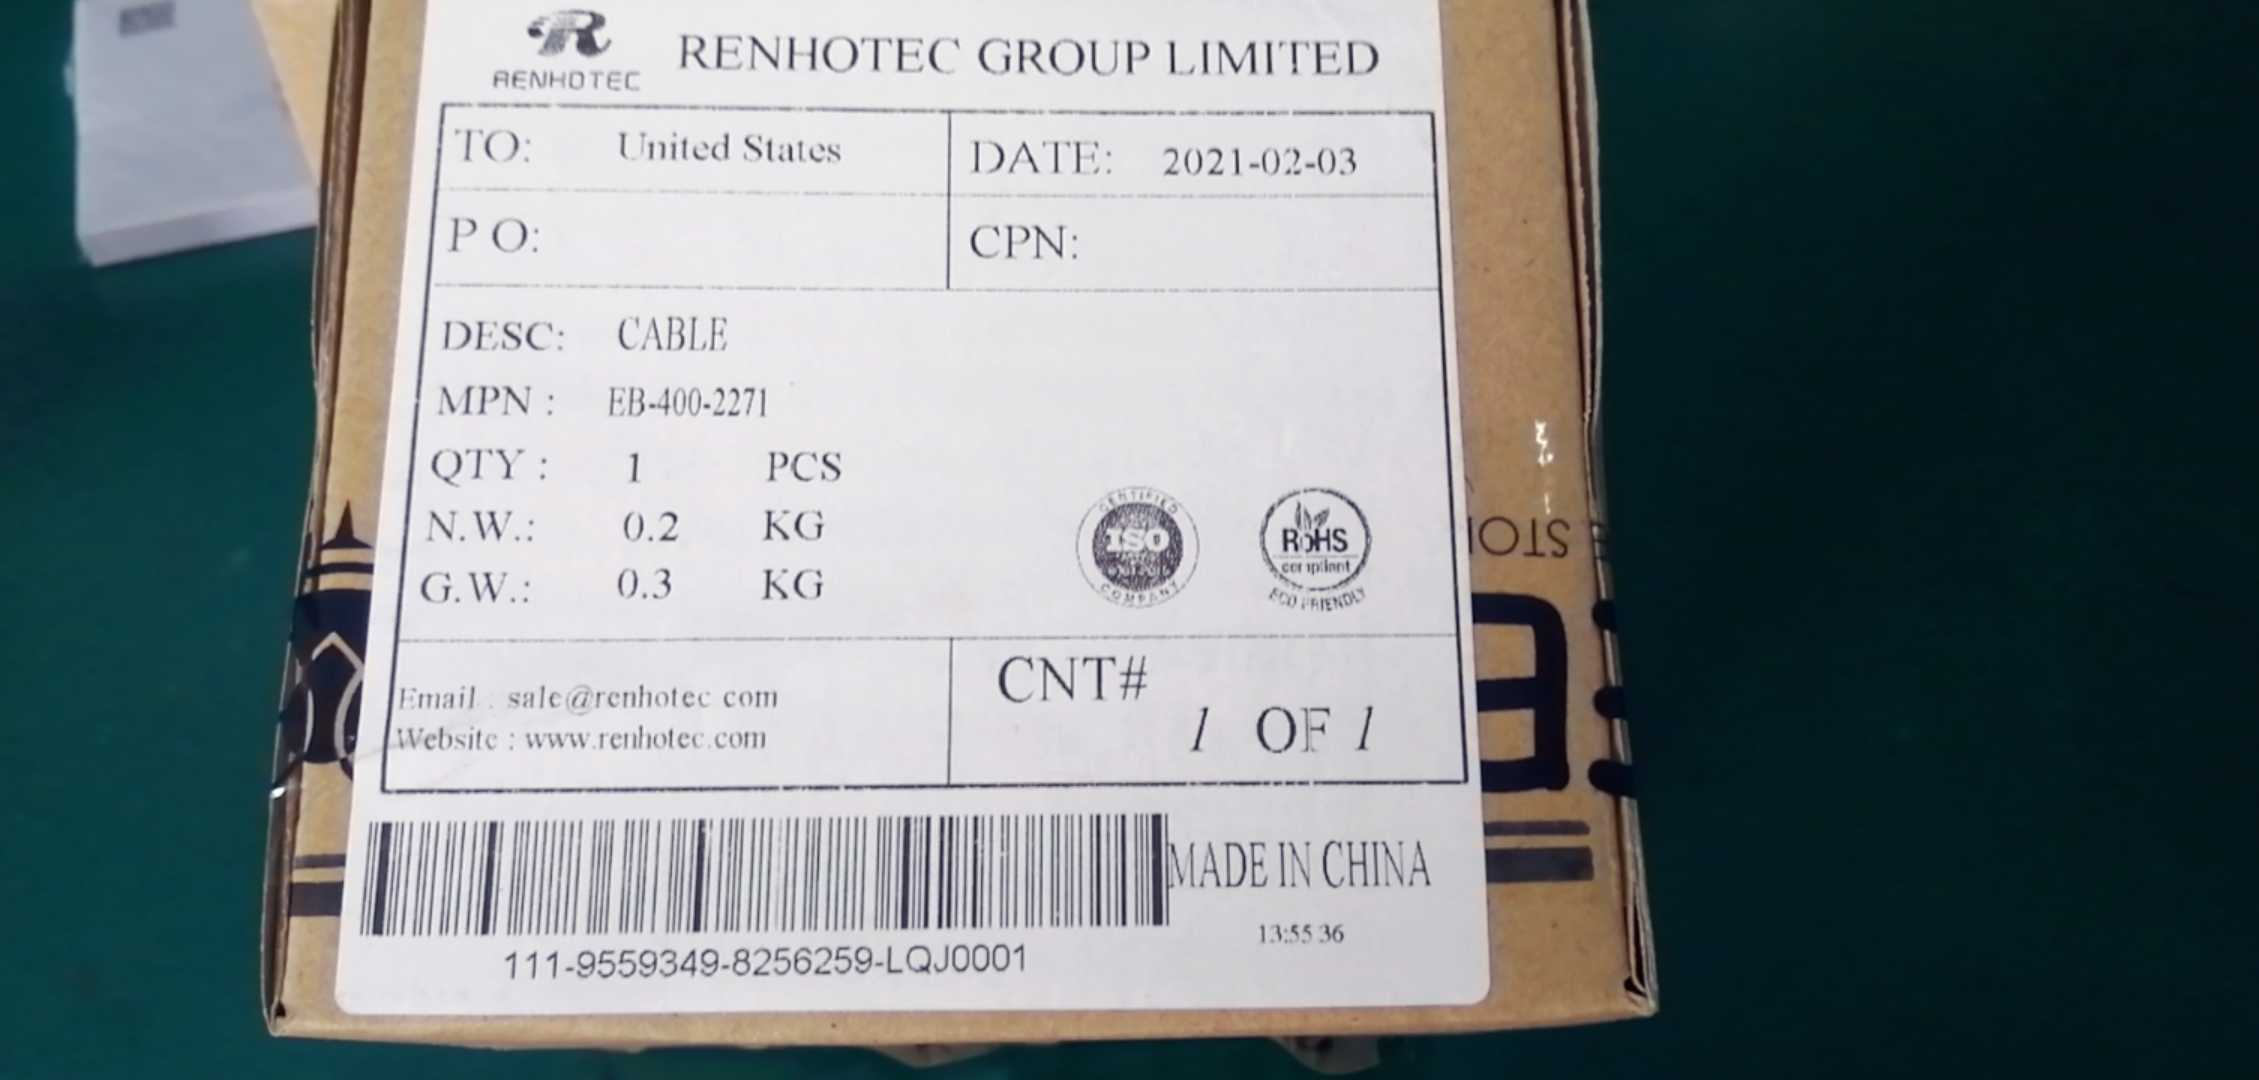 RENHOTEC
RENHOTEC GROUP LIMITED
TO: United States
DATE: 2021-02-03
P O:
CPN:
DESC: CABLE
MPN : EB-400-2271
QTY : 1 PCS
N.W.: 0.2 KG
G.W.: 0.3 KG
CERTIFIED
ISO
COMPANY
RoHS
compliant
ECO FRIENDLY
Email : sale@renhotec com
Website : www.renhotec.com
CNT#
1 OF 1
MADE IN CHINA
13:55 36
111-9559349-8256259-LQJ0001